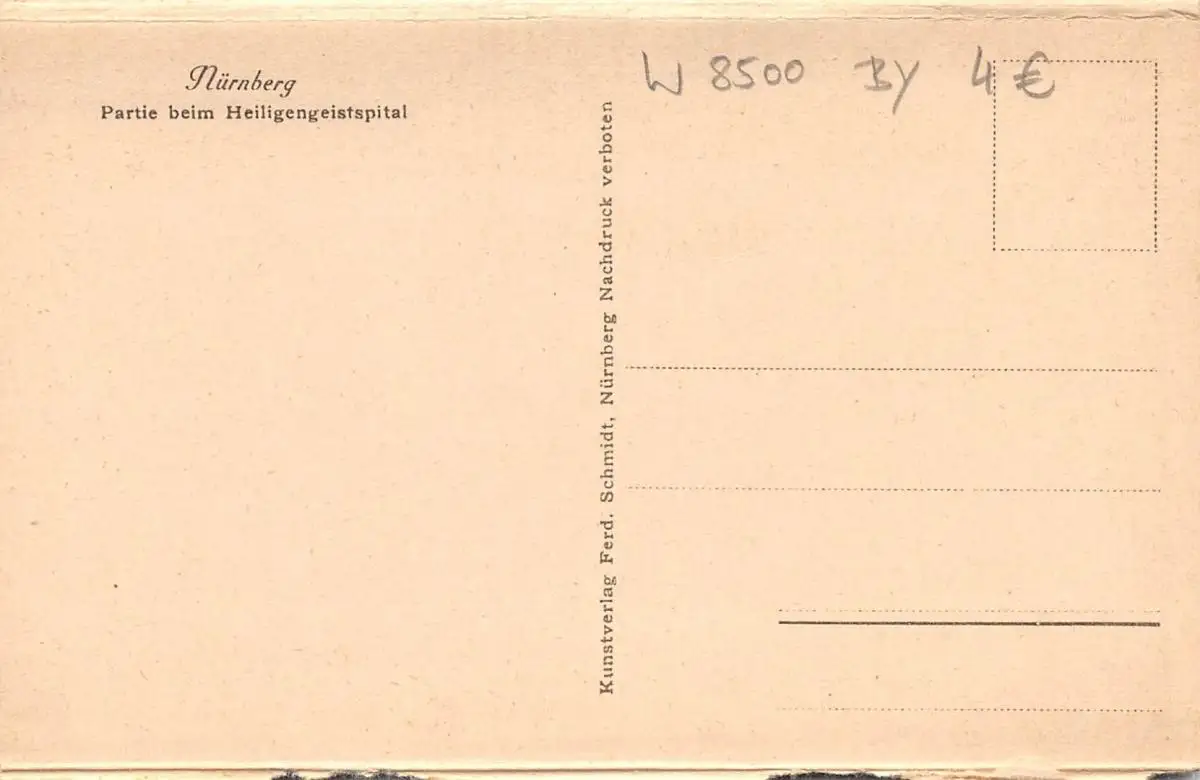 Nürnberg
Partie beim Heiligengeistspital
W 8500 BY 4 €
Kunstverlag Ferd. Schmidt, Nürnberg Nachdruck verboten